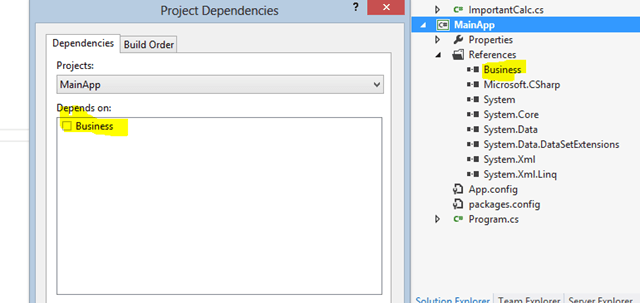 Project Dependencies
?
Dependencies
Build Order
Projects:
MainApp
Depends on:
Business
C# ImportantCalc.cs
C# MainApp
Properties
References
Business
Microsoft.CSharp
System
System.Core
System.Data
System.Data.DataSetExtensions
System.Xml
System.Xml.Linq
App.config
packages.config
C# Program.cs
Solution Explorer Team Explorer Server Explorer